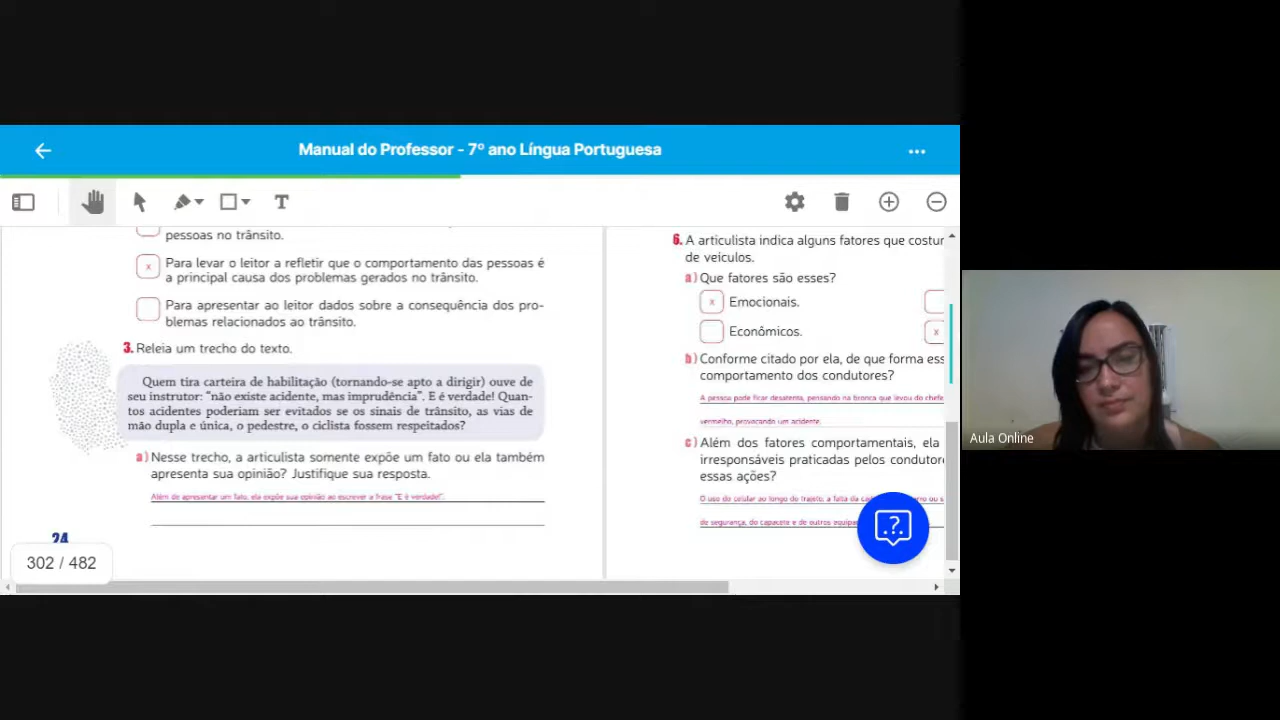 Manual do Professor - 7º ano Língua Portuguesa
T
pessoas no trânsito.
x Para levar o leitor a refletir que o comportamento das pessoas é
a principal causa dos problemas gerados no trânsito.
Para apresentar ao leitor dados sobre a consequência dos pro-
blemas relacionados ao trânsito.
3. Releia um trecho do texto.
Quem tira carteira de habilitação (tornando-se apto a dirigir) ouve de
seu instrutor: "não existe acidente, mas imprudência". E é verdade! Quan-
tos acidentes poderiam ser evitados se os sinais de trânsito, as vias de
mão dupla e única, o pedestre, o ciclista fossem respeitados?
a) Nesse trecho, a articulista somente expõe um fato ou ela também
apresenta sua opinião? Justifique sua resposta.
Além de apresentar um fato, ela expõe sua opinião ao escrever a frase "E é verdade!".
24
302 / 482
6. A articulista indica alguns fatores que costur
de veículos.
a) Que fatores são esses?
x Emocionais.
Econômicos.
x
b) Conforme citado por ela, de que forma ess
comportamento dos condutores?
A pessoa pode ficar desatenta, pensando na bronca que levou do chefe
vermelho, provocando um acidente.
c) Além dos fatores comportamentais, ela
irresponsáveis praticadas pelos condutore
essas ações?
O uso do celular ao longo do trajeto, a falta da
de segurança, do capacete e de outros equipa
?
Aula Online